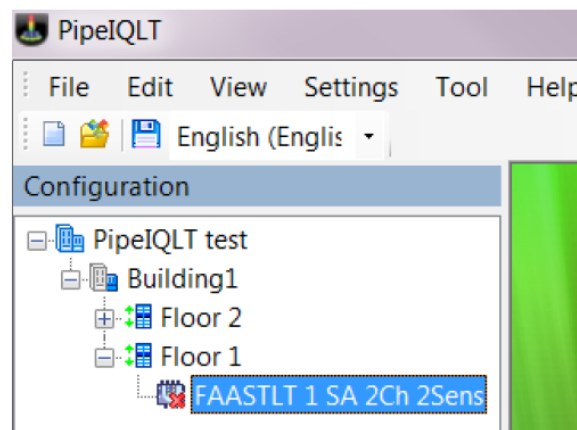 PipeIQLT
File Edit View Settings Tool Help
English (Englis
Configuration
PipeIQLT test
Building1
Floor 2
Floor 1
FAASTLT 1 SA 2Ch 2Sens